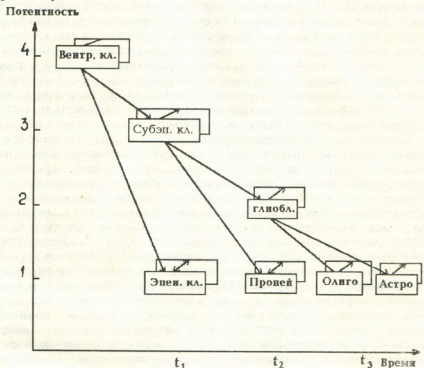 Потентность
4
Вентр. кл.
3
Субэп. кл.
2
глиобл.
1
Эпен. кл. Проней Олиго Астро
t1 t2 t3 Время